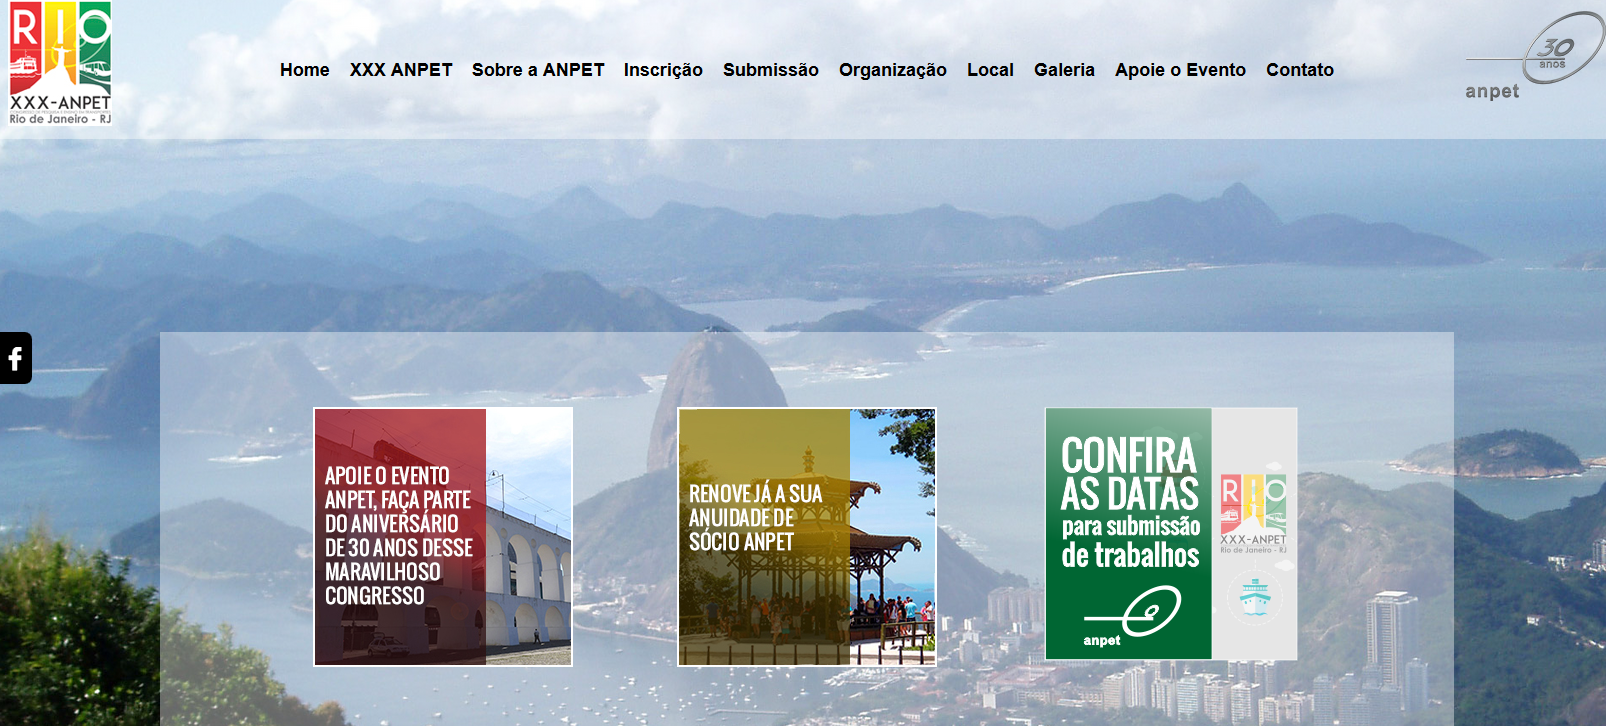 RIO
XXX-ANPET
Rio de Janeiro - RJ
Home XXX ANPET Sobre a ANPET Inscrição Submissão Organização Local Galeria Apoie o Evento Contato
30
anos
anpet
f
APOIE O EVENTO
ANPET, FAÇA PARTE
DO ANIVERSÁRIO
DE 30 ANOS DESSE
MARAVILHOSO
CONGRESSO
RENOVE JÁ A SUA
ANUIDADE DE
SÓCIO ANPET
CONFIRA
AS DATAS
para submissão
de trabalhos
anpet
RIO
XXX-ANPET
Rio de Janeiro - RJ